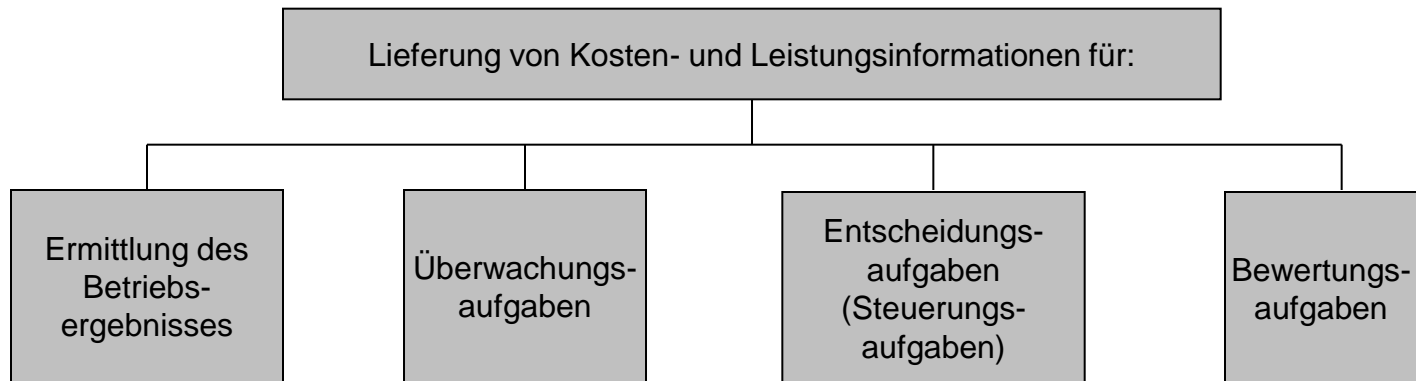 Lieferung von Kosten- und Leistungsinformationen für:
Ermittlung des
Betriebs-
ergebnisses
Überwachungs-
aufgaben
Entscheidungs-
aufgaben
(Steuerungs-
aufgaben)
Bewertungs-
aufgaben